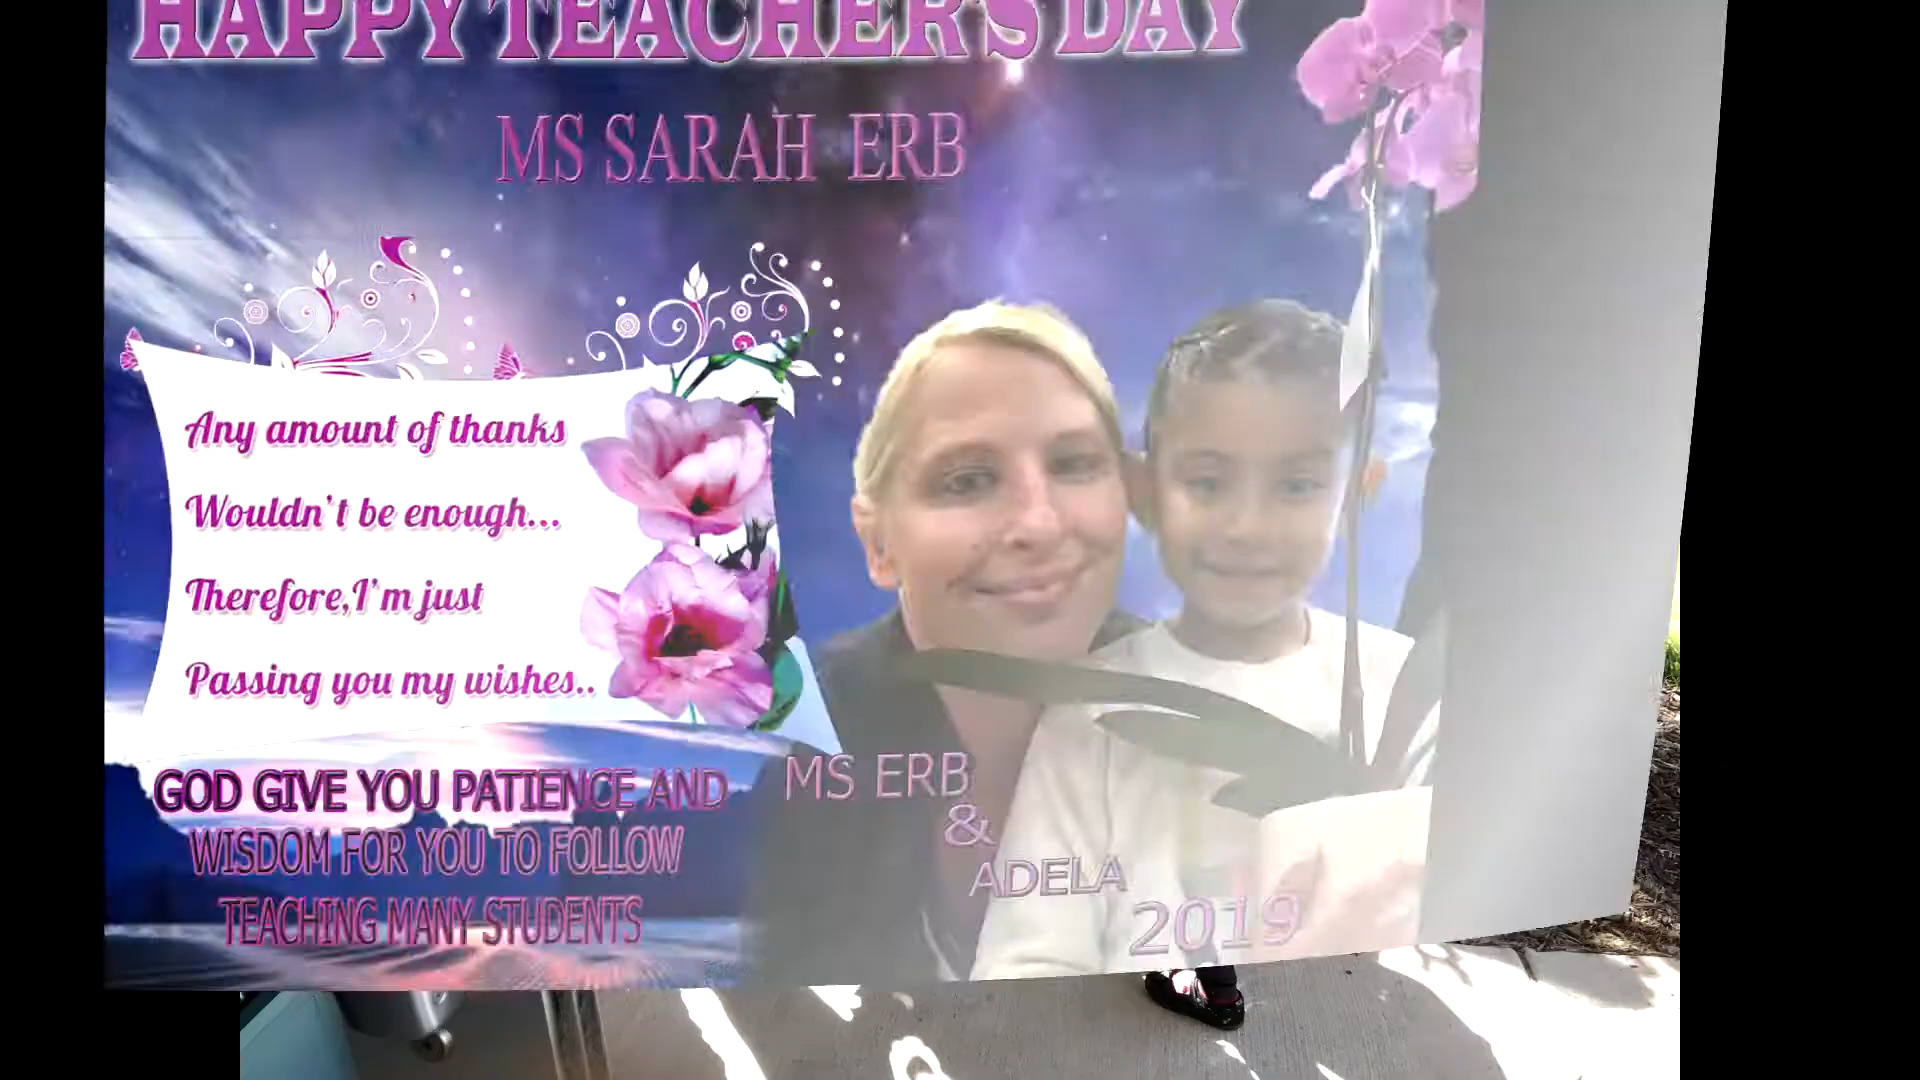 HAPPY TEACHER'S DAY
MS SARAH ERB
Any amount of thanks
Wouldn't be enough...
Therefore,I'm just
Passing you my wishes..
GOD GIVE YOU PATIENCE AND
WISDOM FOR YOU TO FOLLOW
TEACHING MANY STUDENTS
MS ERB
&
ADELA
2019